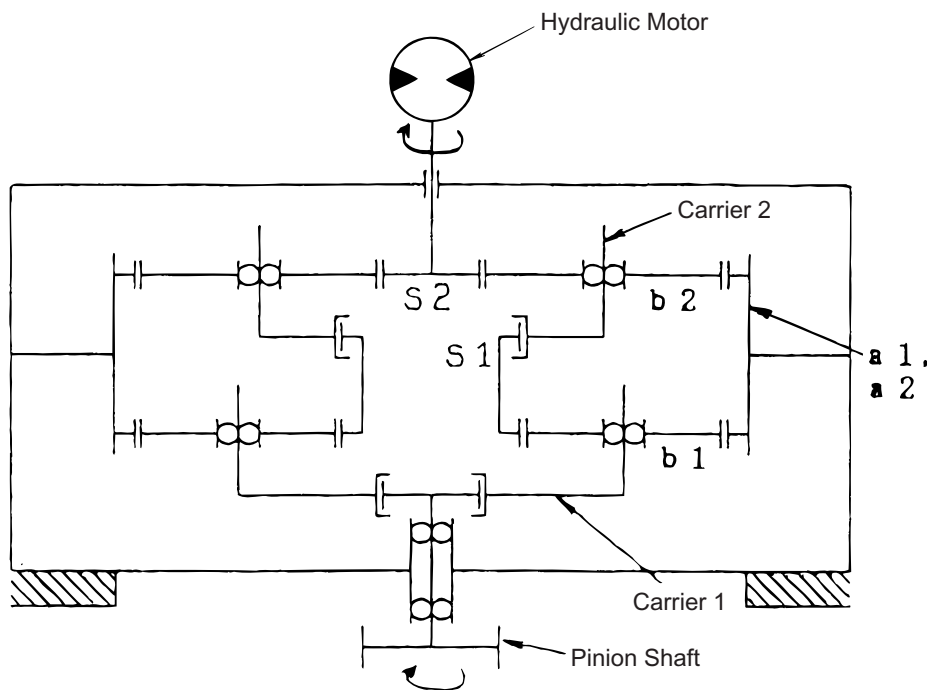 Hydraulic Motor
Carrier 2
S 2
b 2
S 1
a 1,
a 2
b 1
Carrier 1
Pinion Shaft